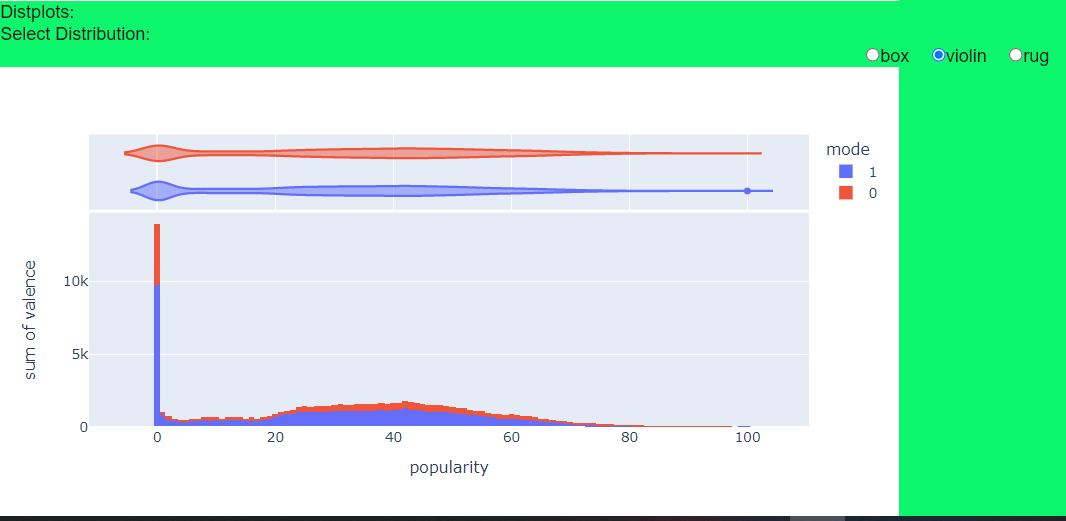 Distplots:
Select Distribution:
box violin rug
mode
1
0
sum of valence
10k
5k
0
0 20 40 60 80 100
popularity